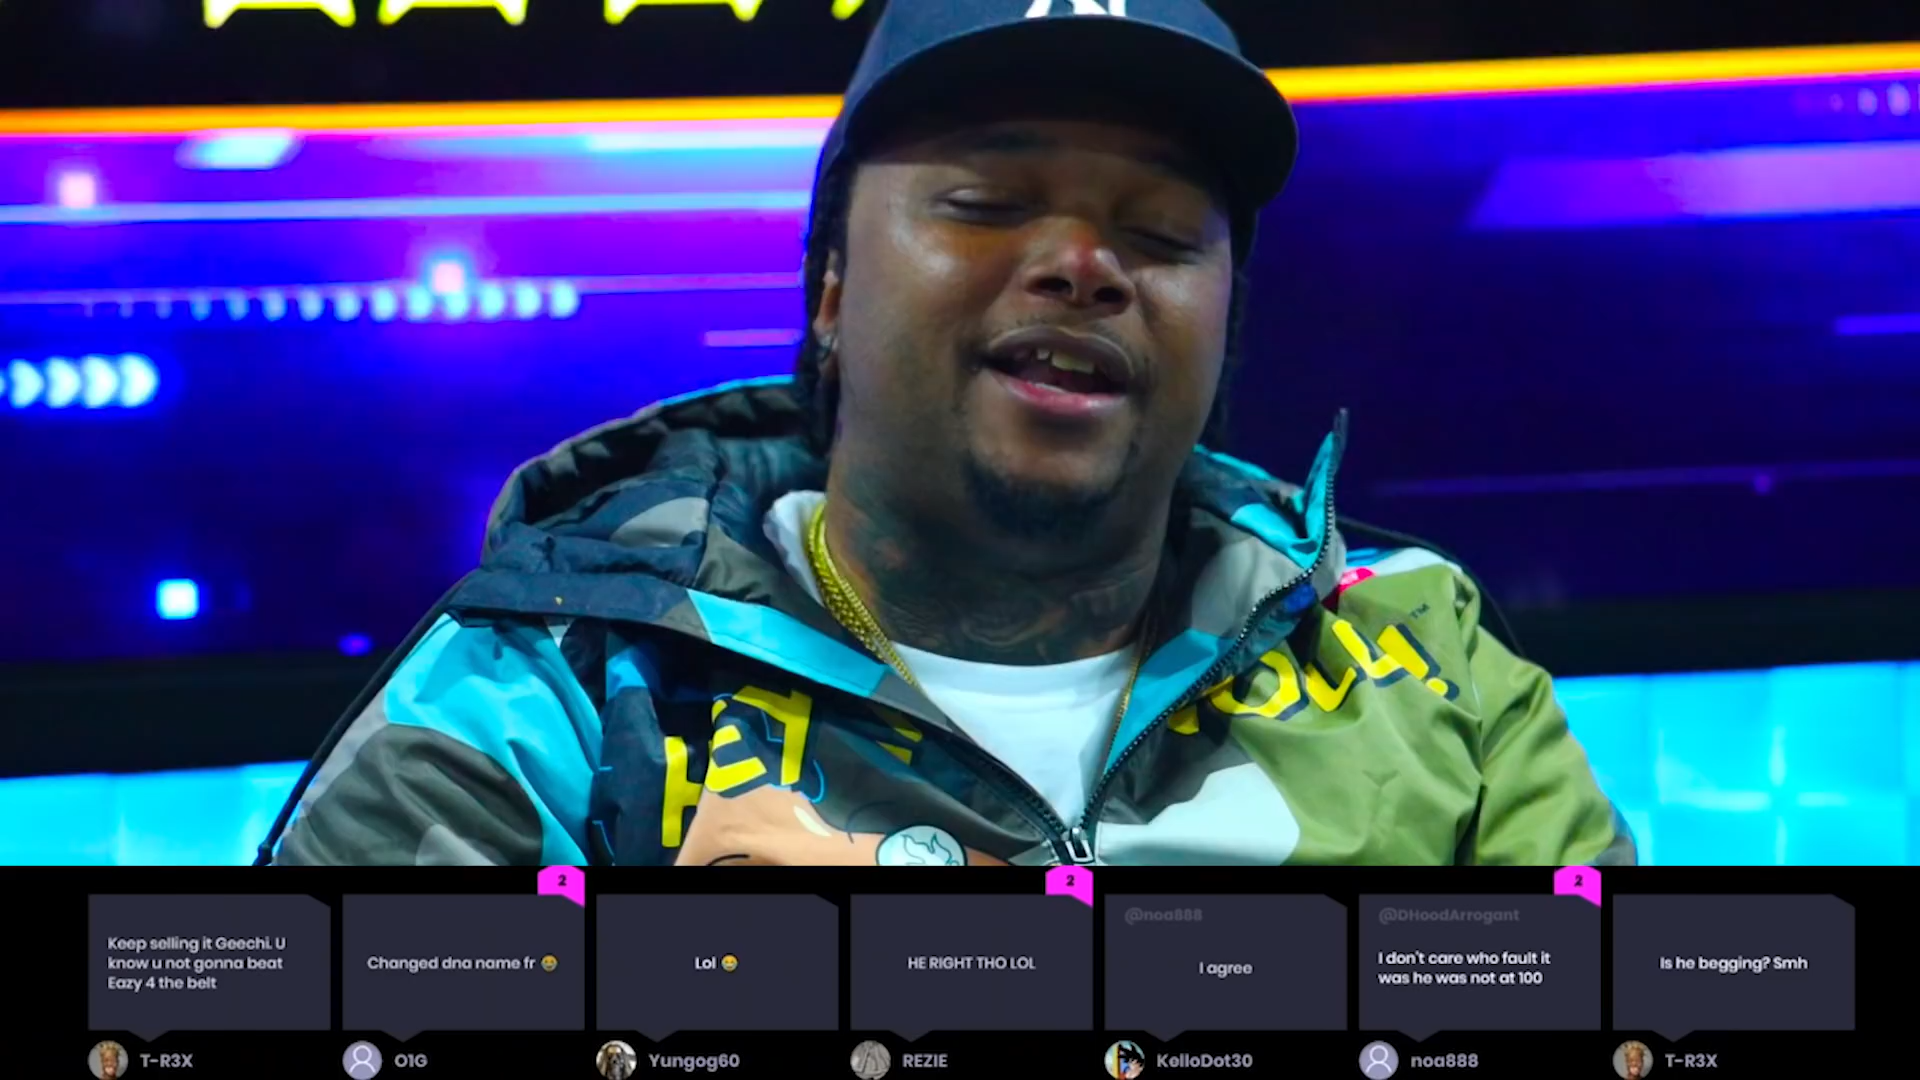 HEY
TM
Keep selling it Geechi. U
know u not gonna beat
Eazy 4 the belt
T-R3X
2
Changed dna name fr 😂
O1G
Lol 😂
Yungog60
2
HE RIGHT THO LOL
REZIE
@noa888
I agree
KelloDot30
2
@DHoodArrogant
I don't care who fault it
was he was not at 100
noa888
Is he begging? Smh
T-R3X